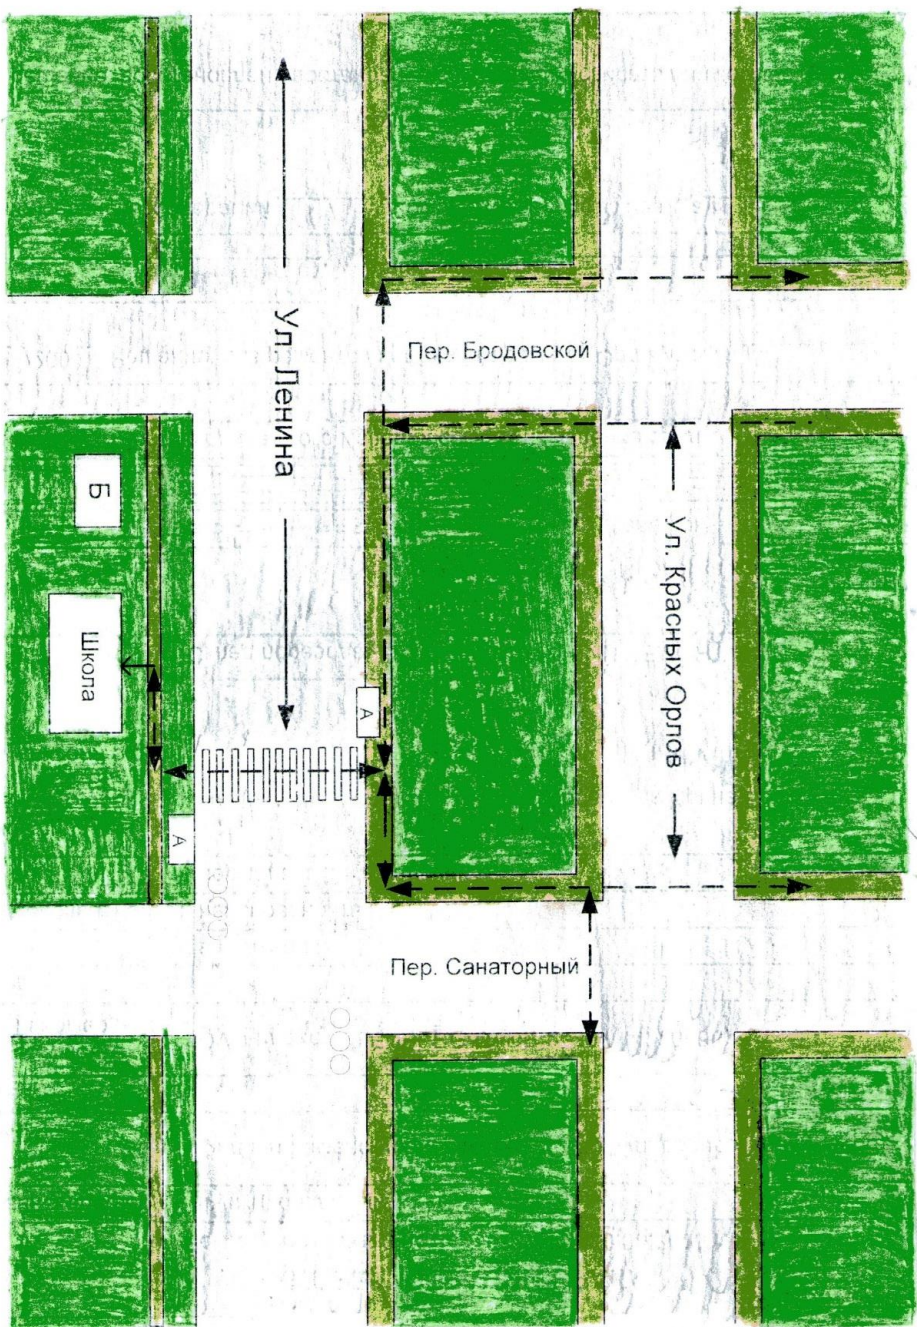 Ул Ленина
Пер. Бродовской
Ул. Красных Орлов
Б
Школа
А
А
Пер. Санаторный